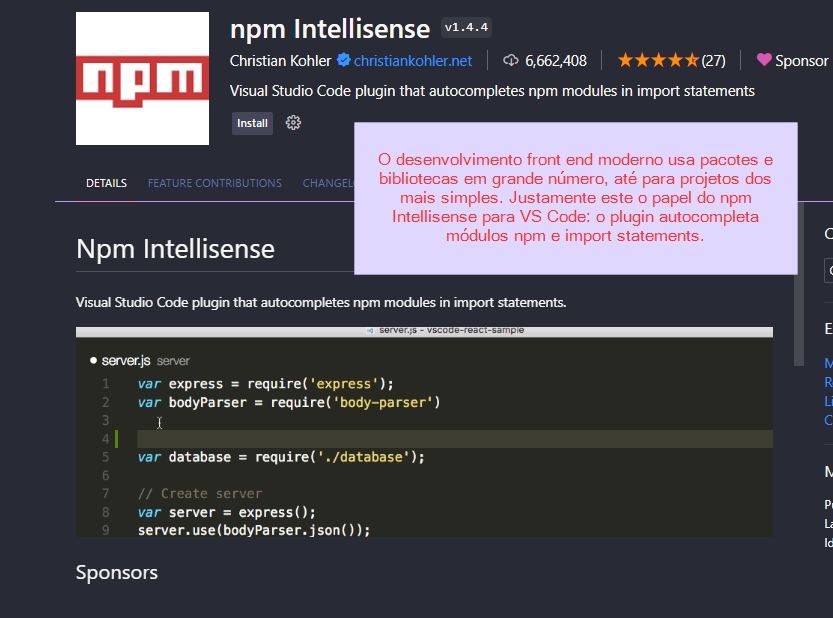 npm Intellisense v1.4.4
Christian Kohler christiankohler.net 6,662,408 (27) Sponsor
Visual Studio Code plugin that autocompletes npm modules in import statements
Install
npm
O desenvolvimento front end moderno usa pacotes e
bibliotecas em grande número, até para projetos dos
mais simples. Justamente este o papel do npm
Intellisense para VS Code: o plugin autocompleta
módulos npm e import statements.
DETAILS FEATURE CONTRIBUTIONS
Npm Intellisense
Visual Studio Code plugin that autocompletes npm modules in import statements.
server.js - vscode-react-sample
server.js server
1 var express = require('express');
2 var bodyParser = require('body-parser')
3
4
5 var database = require('./database');
6
7 // Create server
8 var server = express();
9 server.use(bodyParser.json());
Sponsors